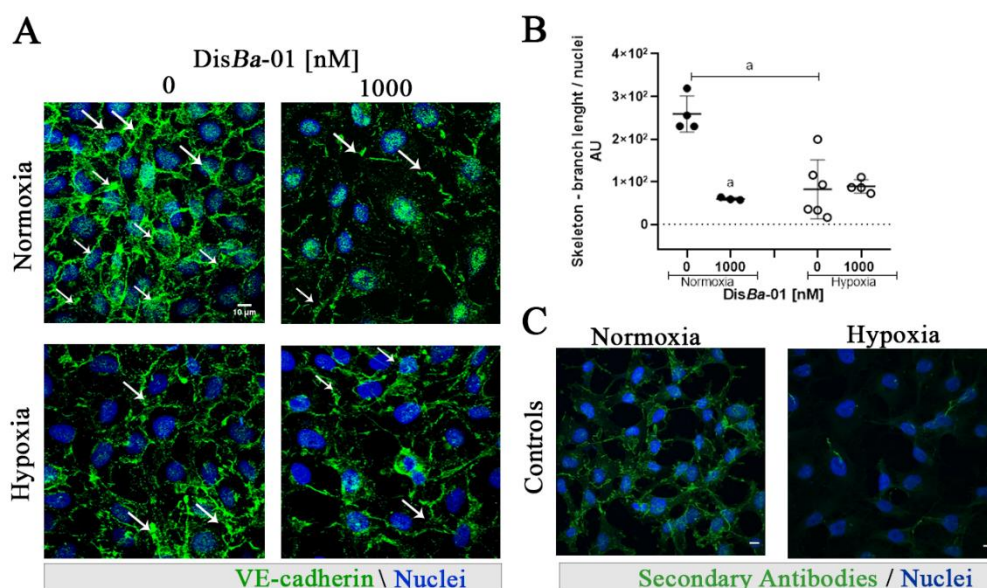 A
DisBa-01 [nM]
0 1000
Normoxia
10 µm
Hypoxia
VE-cadherin \ Nuclei
B
Skeleton - branch lenght / nuclei
AU
4×10²
3×10²
2×10²
1×10²
0
a
a
0 1000 0 1000
Normoxia Hypoxia
DisBa-01 [nM]
C
Normoxia Hypoxia
Controls
Secondary Antibodies / Nuclei